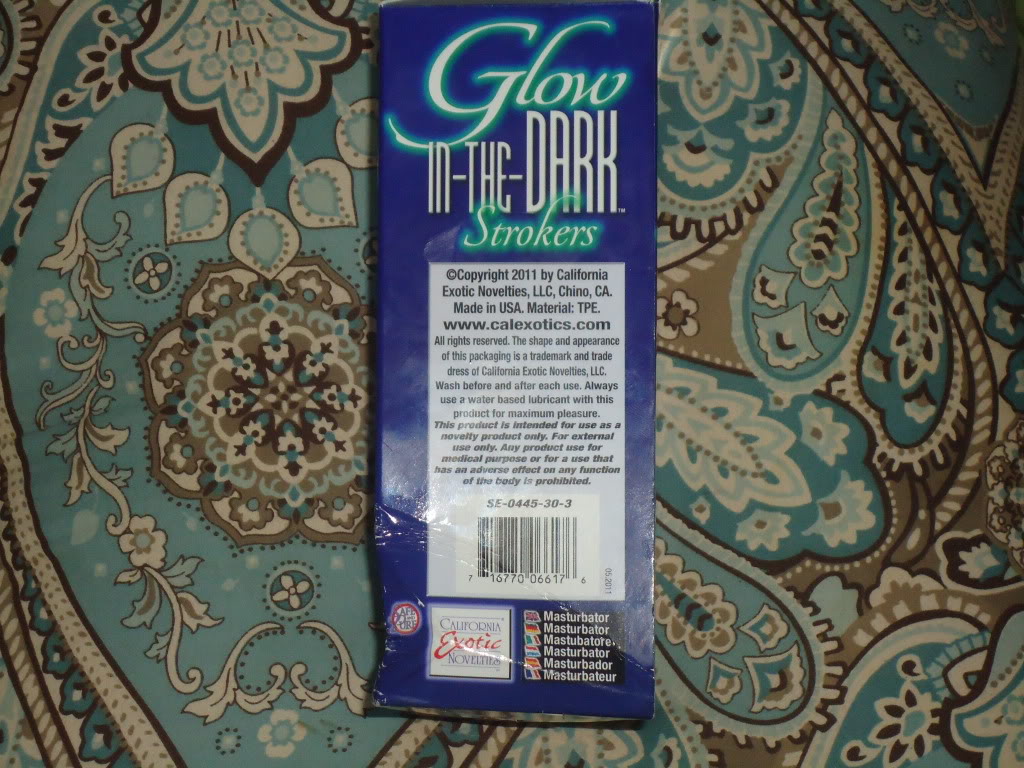 Glow
IN-THE-DARK™
Strokers
©Copyright 2011 by California
Exotic Novelties, LLC, Chino, CA.
Made in USA. Material: TPE.
www.calexotics.com
All rights reserved. The shape and appearance
of this packaging is a trademark and trade
dress of California Exotic Novelties, LLC.
Wash before and after each use. Always
use a water based lubricant with this
product for maximum pleasure.
This product is intended for use as a
novelty product only. For external
use only. Any product use for
medical purpose or for a use that
has an adverse effect on any function
of the body is prohibited.
SE-0445-30-3
7 16770 06617 6
05.2011
SAFE
PURE
CALIFORNIA
Exotic
NOVELTIES
Masturbator
Masturbator
Mastubatore
Masturbator
Masturbador
Masturbateur